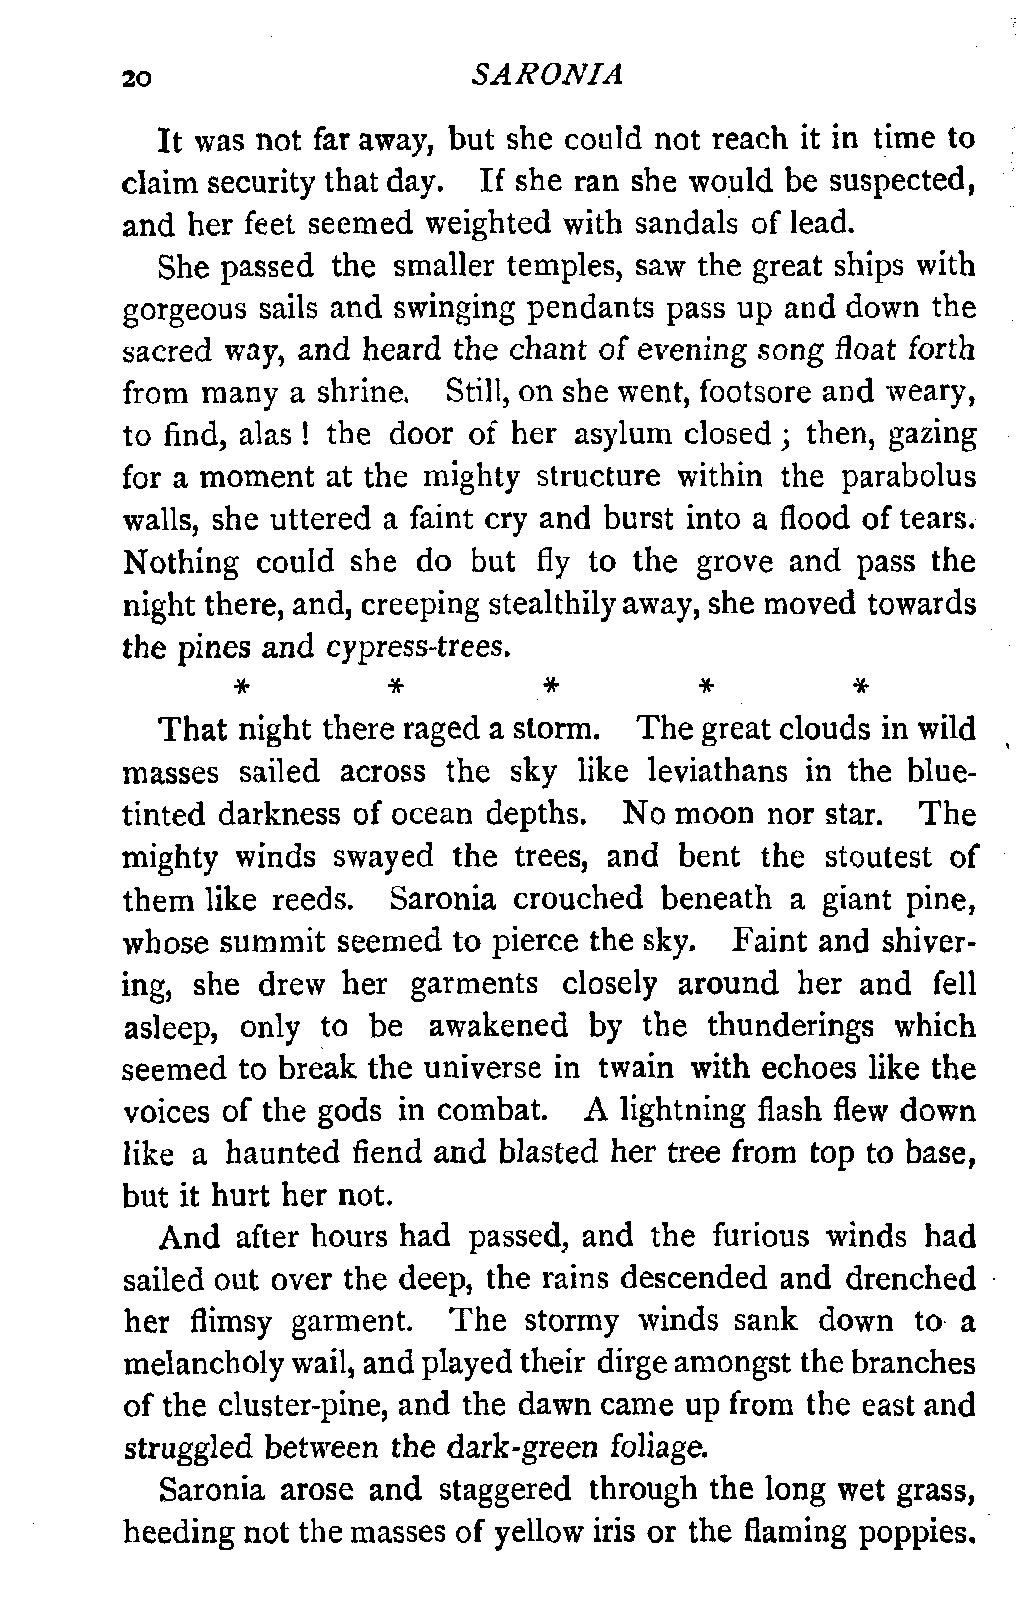 20 SARONIA
It was not far away, but she could not reach it in time to
claim security that day. If she ran she would be suspected,
and her feet seemed weighted with sandals of lead.
She passed the smaller temples, saw the great ships with
gorgeous sails and swinging pendants pass up and down the
sacred way, and heard the chant of evening song float forth
from many a shrine. Still, on she went, footsore and weary,
to find, alas ! the door of her asylum closed ; then, gazing
for a moment at the mighty structure within the parabolus
walls, she uttered a faint cry and burst into a flood of tears.
Nothing could she do but fly to the grove and pass the
night there, and, creeping stealthily away, she moved towards
the pines and cypress-trees.
* * * * *
That night there raged a storm. The great clouds in wild
masses sailed across the sky like leviathans in the blue-
tinted darkness of ocean depths. No moon nor star. The
mighty winds swayed the trees, and bent the stoutest of
them like reeds. Saronia crouched beneath a giant pine,
whose summit seemed to pierce the sky. Faint and shiver-
ing, she drew her garments closely around her and fell
asleep, only to be awakened by the thunderings which
seemed to break the universe in twain with echoes like the
voices of the gods in combat. A lightning flash flew down
like a haunted fiend and blasted her tree from top to base,
but it hurt her not.
And after hours had passed, and the furious winds had
sailed out over the deep, the rains descended and drenched
her flimsy garment. The stormy winds sank down to a
melancholy wail, and played their dirge amongst the branches
of the cluster-pine, and the dawn came up from the east and
struggled between the dark-green foliage.
Saronia arose and staggered through the long wet grass,
heeding not the masses of yellow iris or the flaming poppies.